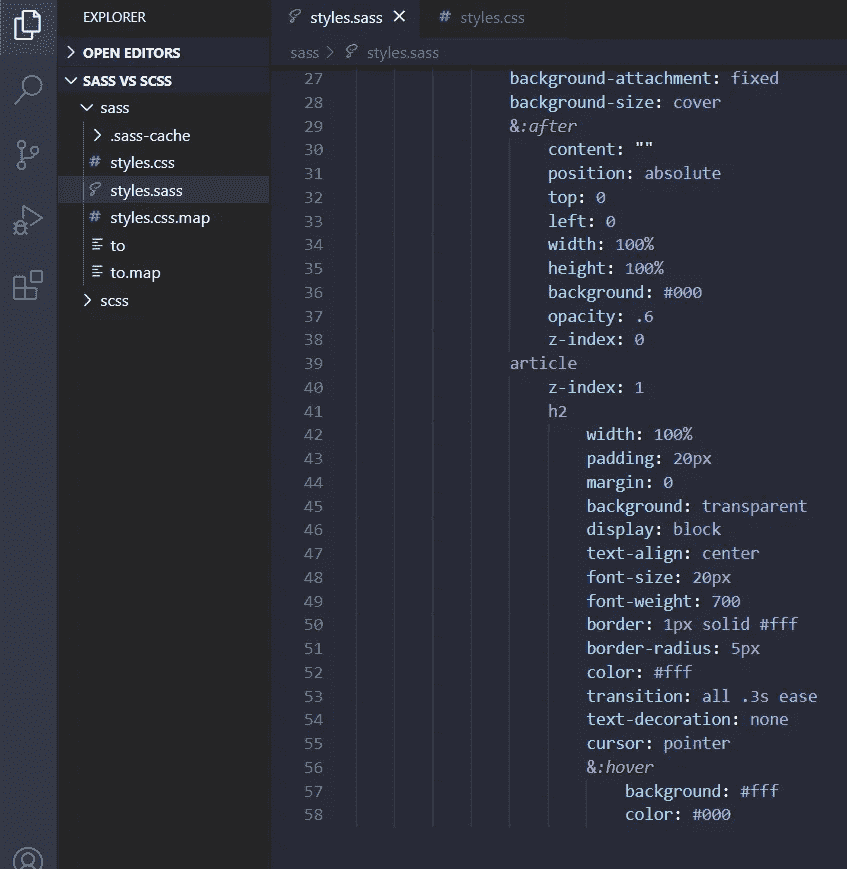 EXPLORER
OPEN EDITORS
SASS VS SCSS
sass
.sass-cache
# styles.css
styles.sass
# styles.css.map
to
to.map
scss
styles.sass
# styles.css
sass > styles.sass
27 background-attachment: fixed
28 background-size: cover
29 &:after
30 content: ""
31 position: absolute
32 top: 0
33 left: 0
34 width: 100%
35 height: 100%
36 background: #000
37 opacity: .6
38 z-index: 0
39 article
40 z-index: 1
41 h2
42 width: 100%
43 padding: 20px
44 margin: 0
45 background: transparent
46 display: block
47 text-align: center
48 font-size: 20px
49 font-weight: 700
50 border: 1px solid #fff
51 border-radius: 5px
52 color: #fff
53 transition: all .3s ease
54 text-decoration: none
55 cursor: pointer
56 &:hover
57 background: #fff
58 color: #000